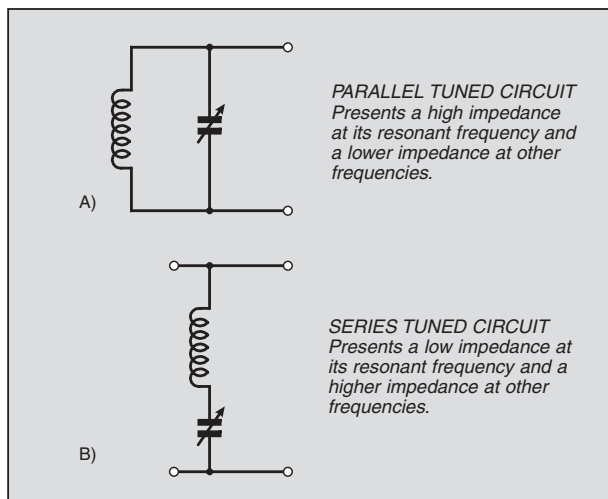 PARALLEL TUNED CIRCUIT
Presents a high impedance
at its resonant frequency and
a lower impedance at other
frequencies.
A)
SERIES TUNED CIRCUIT
Presents a low impedance at
its resonant frequency and a
higher impedance at other
frequencies.
B)